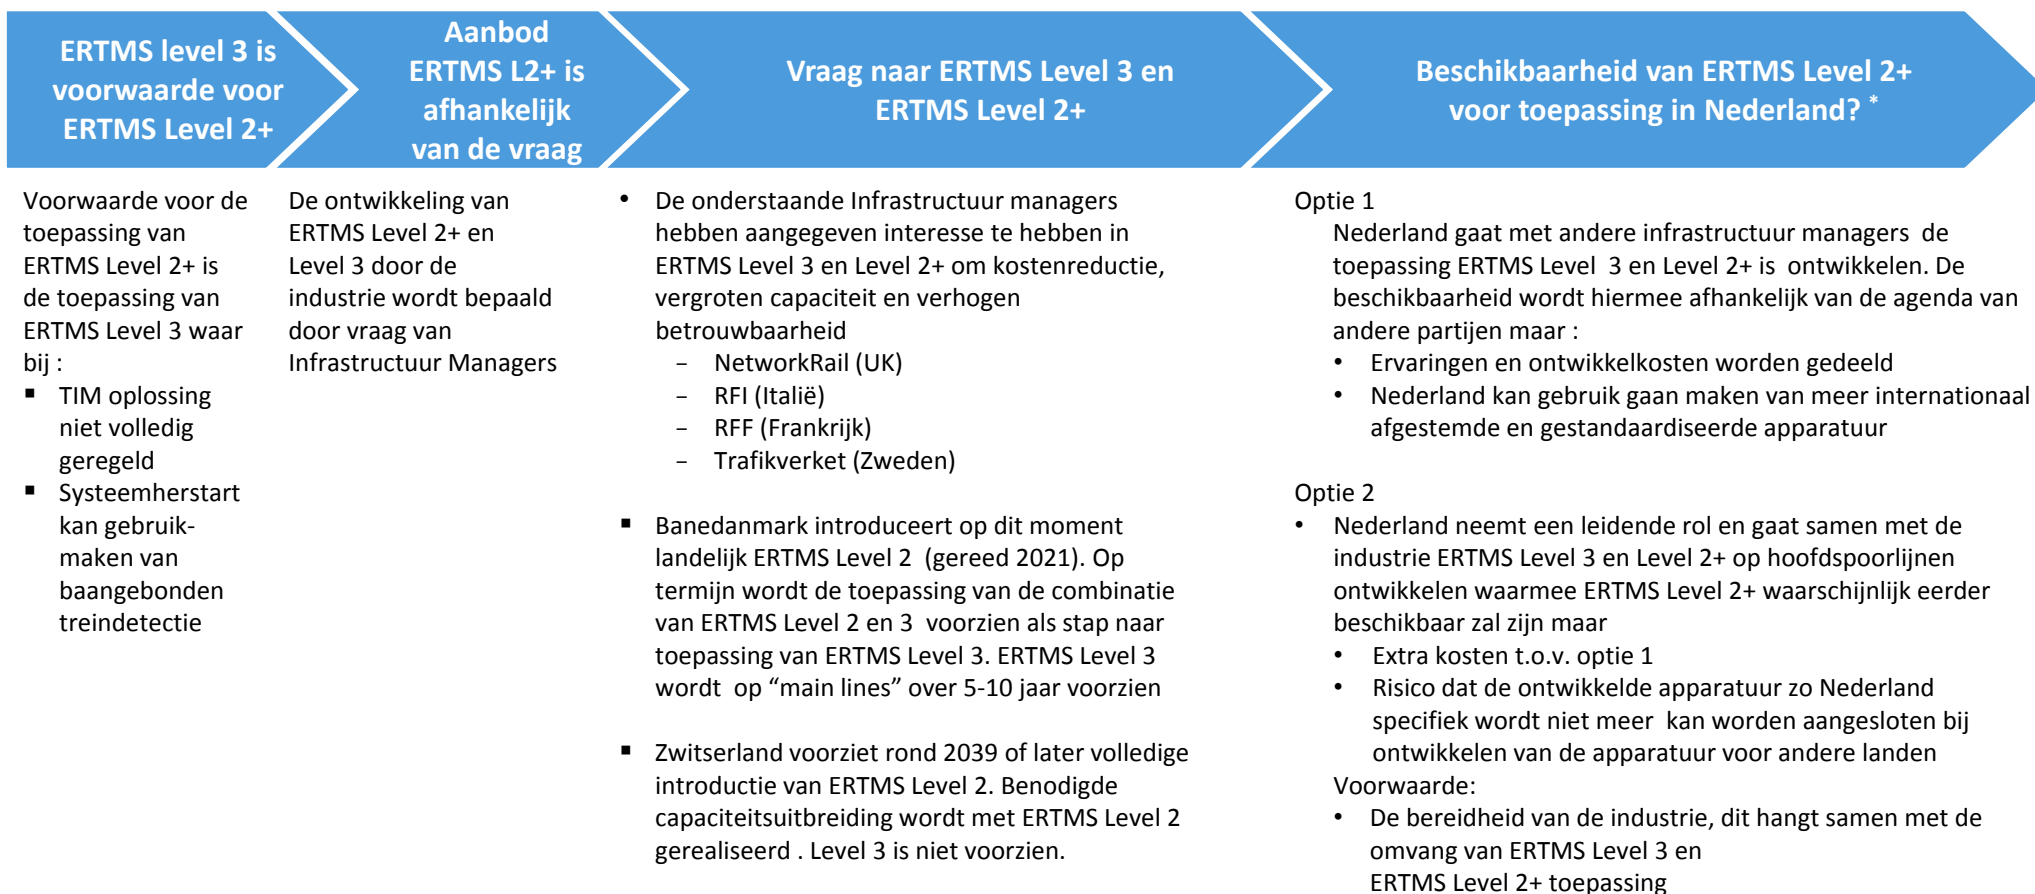 ERTMS level 3 is
voorwaarde voor
ERTMS Level 2+
Aanbod
ERTMS L2+ is
afhankelijk
van de vraag
Vraag naar ERTMS Level 3 en
ERTMS Level 2+
Beschikbaarheid van ERTMS Level 2+
voor toepassing in Nederland? *
Voorwaarde voor de
toepassing van
ERTMS Level 2+ is
de toepassing van
ERTMS Level 3 waar
bij :
▪ TIM oplossing
niet volledig
geregeld
▪ Systeemherstart
kan gebruik-
maken van
baangebonden
treindetectie
De ontwikkeling van
ERTMS Level 2+ en
Level 3 door de
industrie wordt bepaald
door vraag van
Infrastructuur Managers
• De onderstaande Infrastructuur managers
hebben aangegeven interesse te hebben in
ERTMS Level 3 en Level 2+ om kostenreductie,
vergroten capaciteit en verhogen
betrouwbaarheid
– NetworkRail (UK)
– RFI (Italië)
– RFF (Frankrijk)
– Trafikverket (Zweden)
▪ Banedanmark introduceert op dit moment
landelijk ERTMS Level 2 (gereed 2021). Op
termijn wordt de toepassing van de combinatie
van ERTMS Level 2 en 3 voorzien als stap naar
toepassing van ERTMS Level 3. ERTMS Level 3
wordt op “main lines” over 5-10 jaar voorzien
▪ Zwitserland voorziet rond 2039 of later volledige
introductie van ERTMS Level 2. Benodigde
capaciteitsuitbreiding wordt met ERTMS Level 2
gerealiseerd . Level 3 is niet voorzien.
Optie 1
Nederland gaat met andere infrastructuur managers de
toepassing ERTMS Level 3 en Level 2+ is ontwikkelen. De
beschikbaarheid wordt hiermee afhankelijk van de agenda van
andere partijen maar :
• Ervaringen en ontwikkelkosten worden gedeeld
• Nederland kan gebruik gaan maken van meer internationaal
afgestemde en gestandaardiseerde apparatuur
Optie 2
• Nederland neemt een leidende rol en gaat samen met de
industrie ERTMS Level 3 en Level 2+ op hoofdspoorlijnen
ontwikkelen waarmee ERTMS Level 2+ waarschijnlijk eerder
beschikbaar zal zijn maar
• Extra kosten t.o.v. optie 1
• Risico dat de ontwikkelde apparatuur zo Nederland
specifiek wordt niet meer kan worden aangesloten bij
ontwikkelen van de apparatuur voor andere landen
Voorwaarde:
• De bereidheid van de industrie, dit hangt samen met de
omvang van ERTMS Level 3 en
ERTMS Level 2+ toepassing